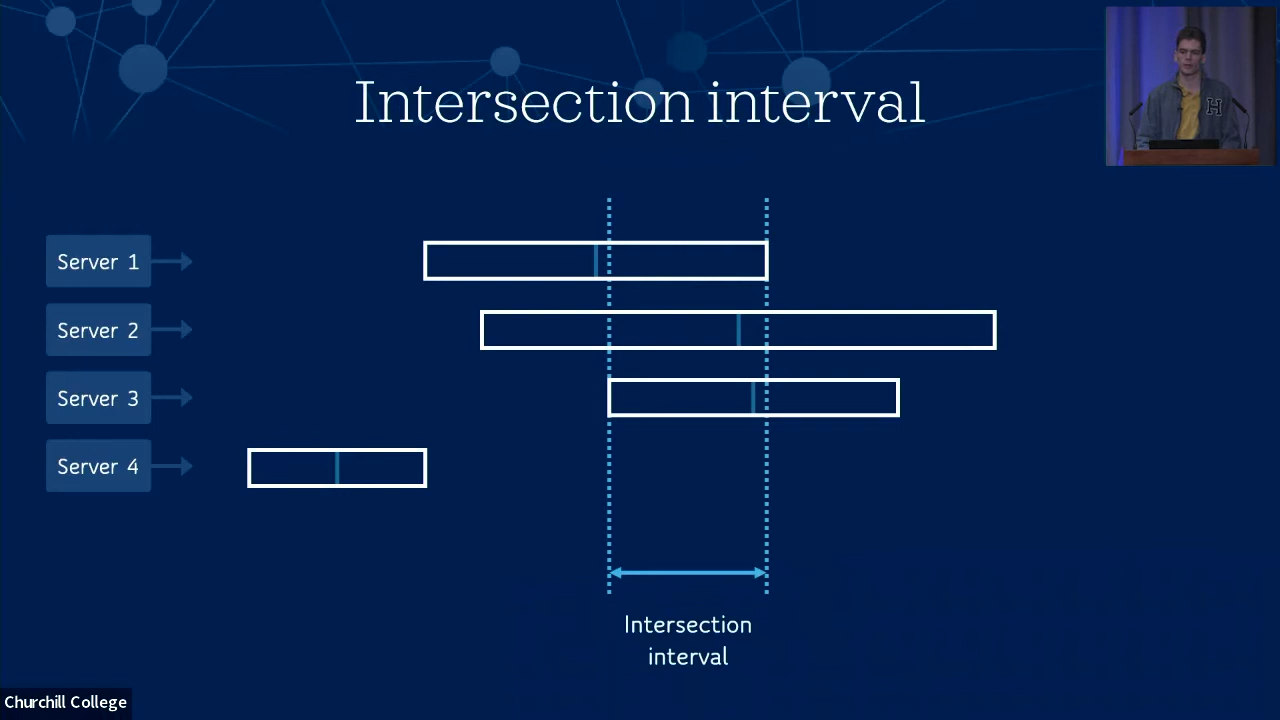 Intersection interval
H
Server 1
Server 2
Server 3
Server 4
Intersection
interval
Churchill College